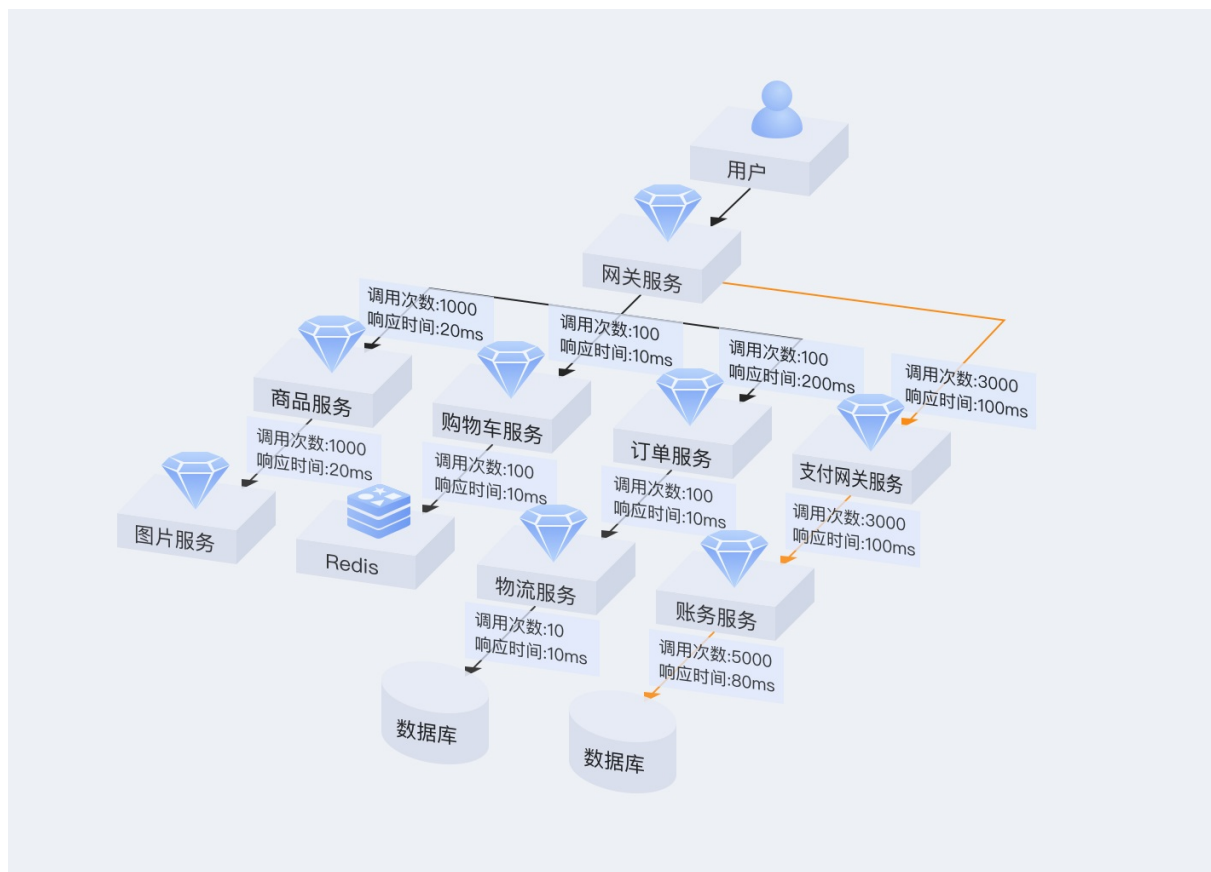 用户
网关服务
调用次数:1000
响应时间:20ms
调用次数:100
响应时间:10ms
调用次数:100
响应时间:200ms
调用次数:3000
响应时间:100ms
商品服务
购物车服务
订单服务
支付网关服务
调用次数:1000
响应时间:20ms
调用次数:100
响应时间:10ms
调用次数:100
响应时间:10ms
调用次数:3000
响应时间:100ms
图片服务
Redis
物流服务
账务服务
调用次数:10
响应时间:10ms
调用次数:5000
响应时间:80ms
数据库
数据库